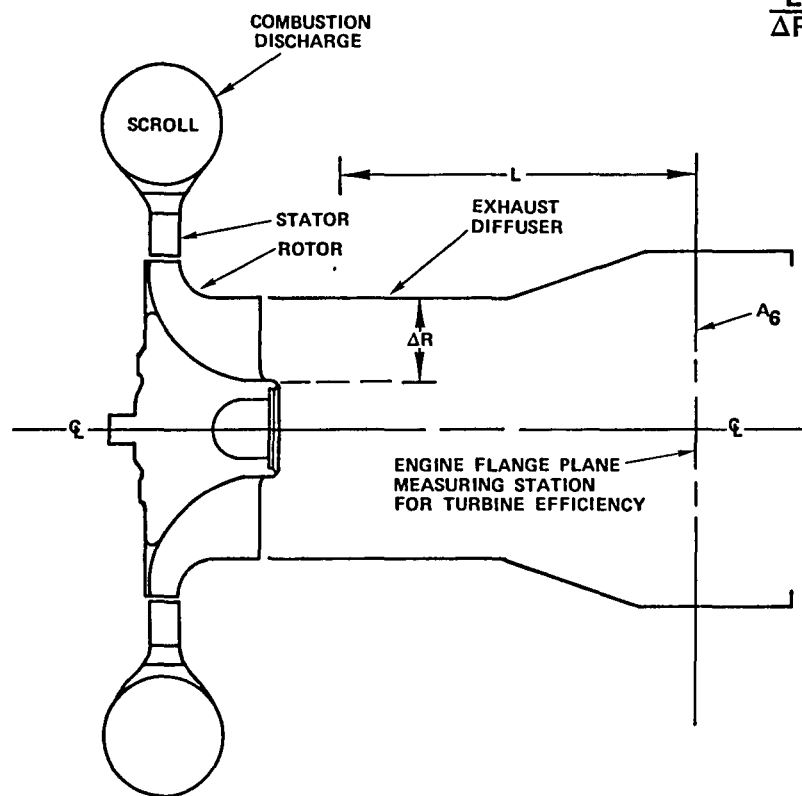 COMBUSTION
DISCHARGE
SCROLL
L
STATOR
ROTOR
EXHAUST
DIFFUSER
A6
ΔR
℄
℄
ENGINE FLANGE PLANE
MEASURING STATION
FOR TURBINE EFFICIENCY